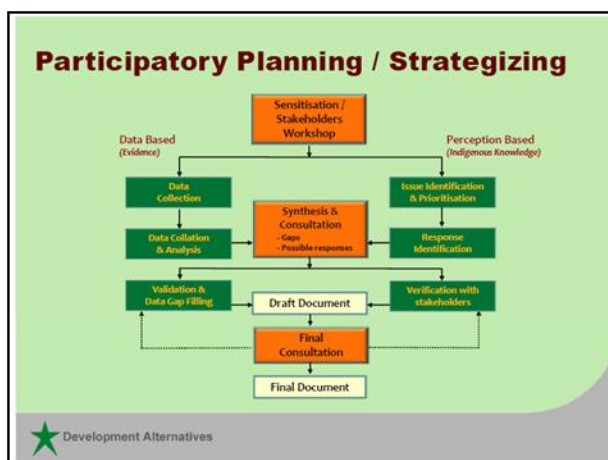 Participatory Planning / Strategizing
Sensitisation /
Stakeholders
Workshop
Data Based
(Evidence)
Perception Based
(Indigenous Knowledge)
Data
Collection
Issue Identification
& Prioritisation
Synthesis &
Consultation
- Gaps
- Possible responses
Data Collation
& Analysis
Response
Identification
Validation &
Data Gap Filling
Draft Document
Verification with
stakeholders
Final
Consultation
Final Document
Development Alternatives